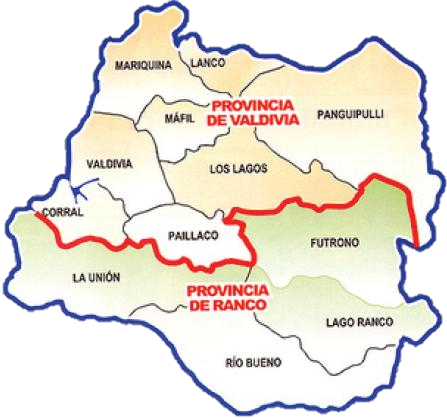 LANCO
MARIQUINA
PROVINCIA
DE VALDIVIA
PANGUIPULLI
MÁFIL
VALDIVIA
LOS LAGOS
CORRAL
PAILLACO
FUTRONO
LA UNIÓN
PROVINCIA
DE RANCO
LAGO RANCO
RÍO BUENO